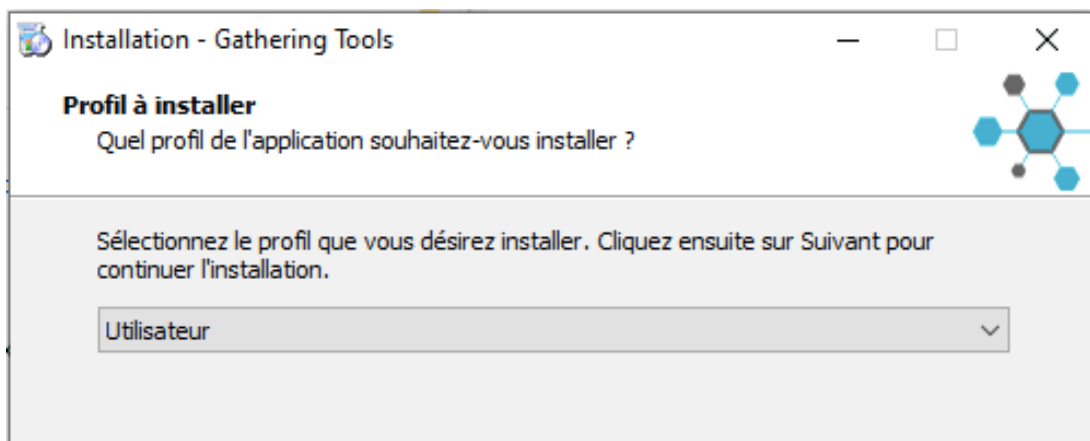 Installation - Gathering Tools
Profil à installer
Quel profil de l'application souhaitez-vous installer ?
Sélectionnez le profil que vous désirez installer. Cliquez ensuite sur Suivant pour
continuer l'installation.
Utilisateur